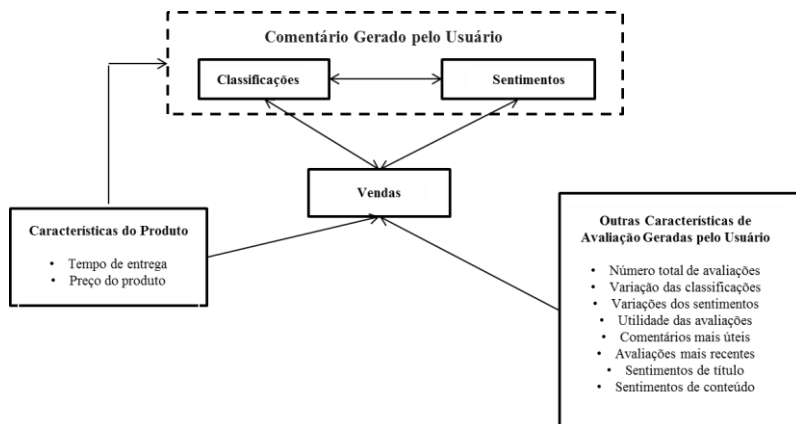 Comentário Gerado pelo Usuário
Classificações
Sentimentos
Vendas
Características do Produto
• Tempo de entrega
• Preço do produto
Outras Características de
Avaliação Geradas pelo Usuário
• Número total de avaliações
• Variação das classificações
• Variações dos sentimentos
• Utilidade das avaliações
• Comentários mais úteis
• Avaliações mais recentes
• Sentimentos de título
• Sentimentos de conteúdo